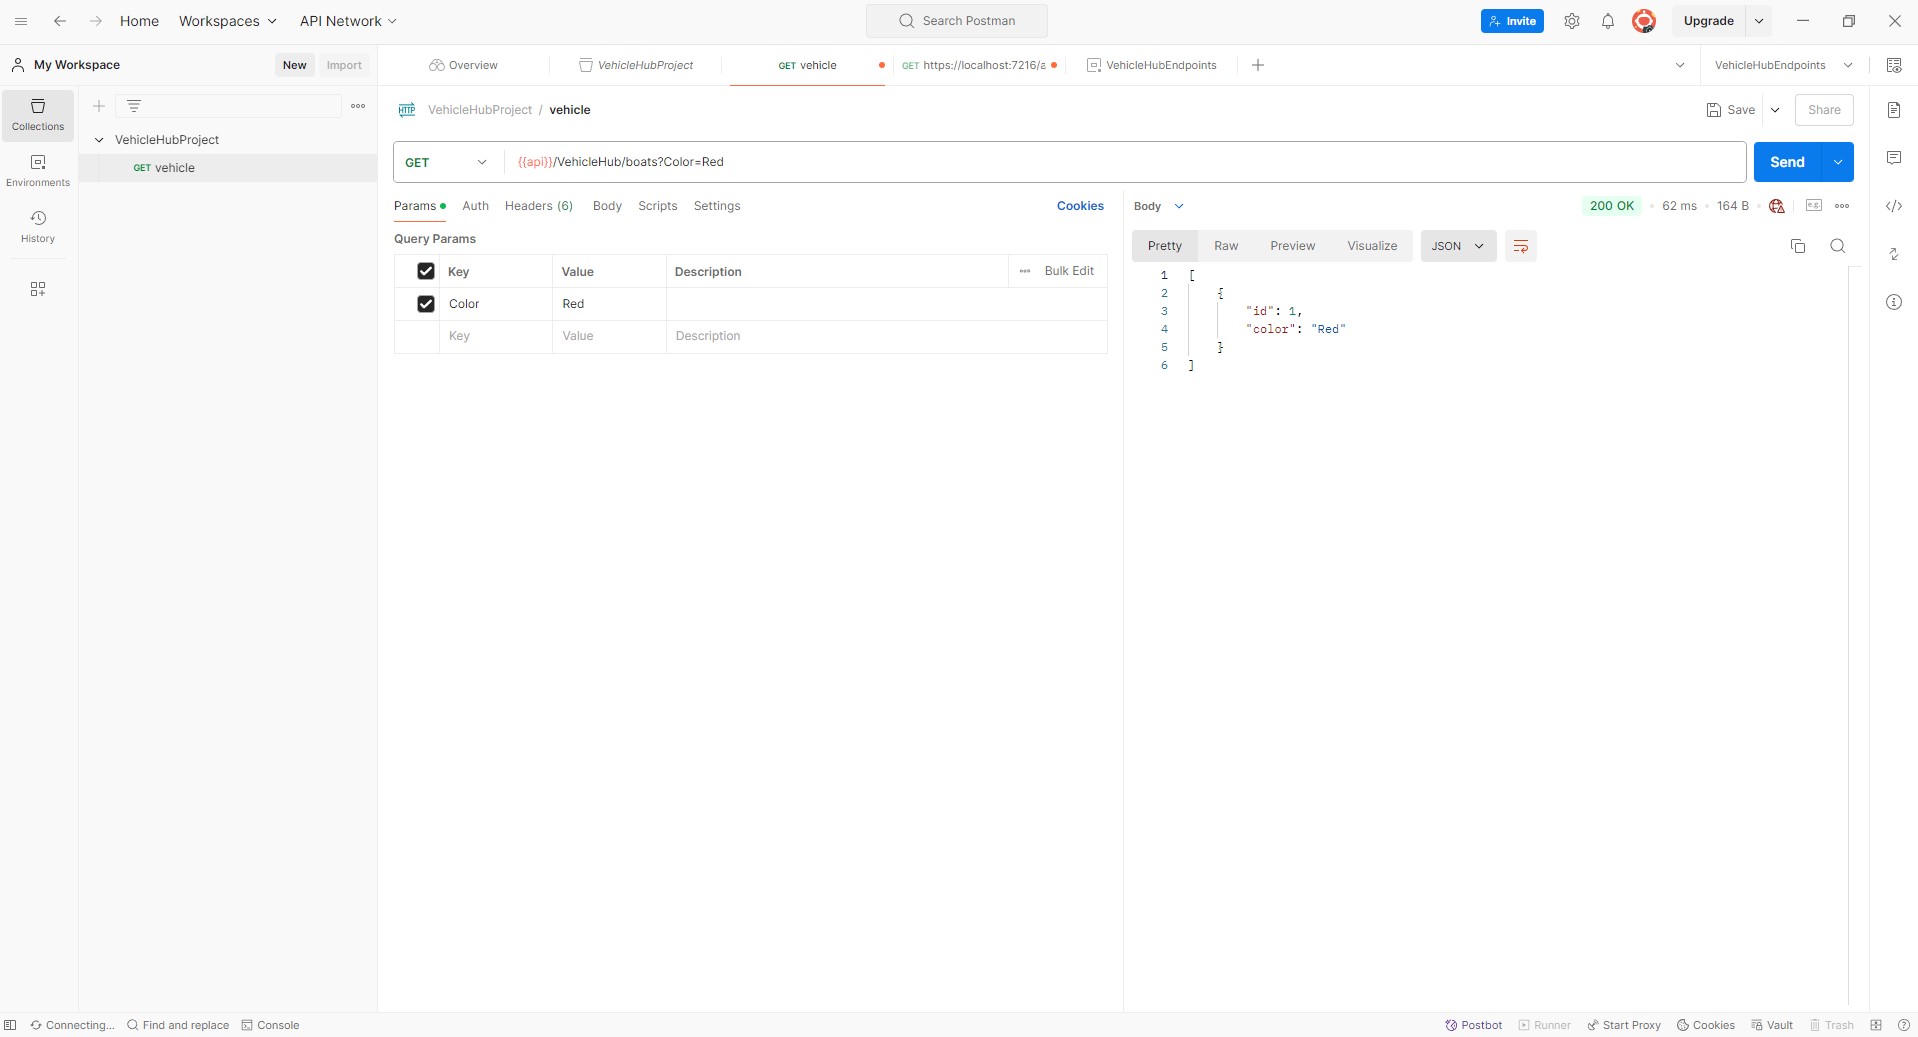 Home Workspaces API Network Search Postman Invite Upgrade
My Workspace New Import Overview VehicleHubProject GET vehicle GET https://localhost:7216/a VehicleHubEndpoints VehicleHubEndpoints
Collections
Environments
History
VehicleHubProject
GET vehicle
HTTP VehicleHubProject / vehicle Save Share
GET {{api}}/VehicleHub/boats?Color=Red Send
Params Auth Headers (6) Body Scripts Settings Cookies
Query Params
Key Value Description Bulk Edit
Color Red
Key Value Description
Body 200 OK 62 ms 164 B e.g.
Pretty Raw Preview Visualize JSON
1 [
2 {
3 "id": 1,
4 "color": "Red"
5 }
6 ]
Connecting... Find and replace Console Postbot Runner Start Proxy Cookies Vault Trash